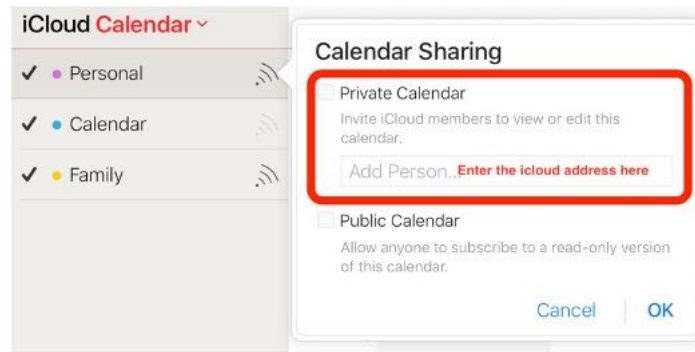 iCloud Calendar
Personal
Calendar
Family
Calendar Sharing
Private Calendar
Invite iCloud members to view or edit this
calendar.
Add Person... Enter the icloud address here
Public Calendar
Allow anyone to subscribe to a read-only version
of this calendar.
Cancel OK